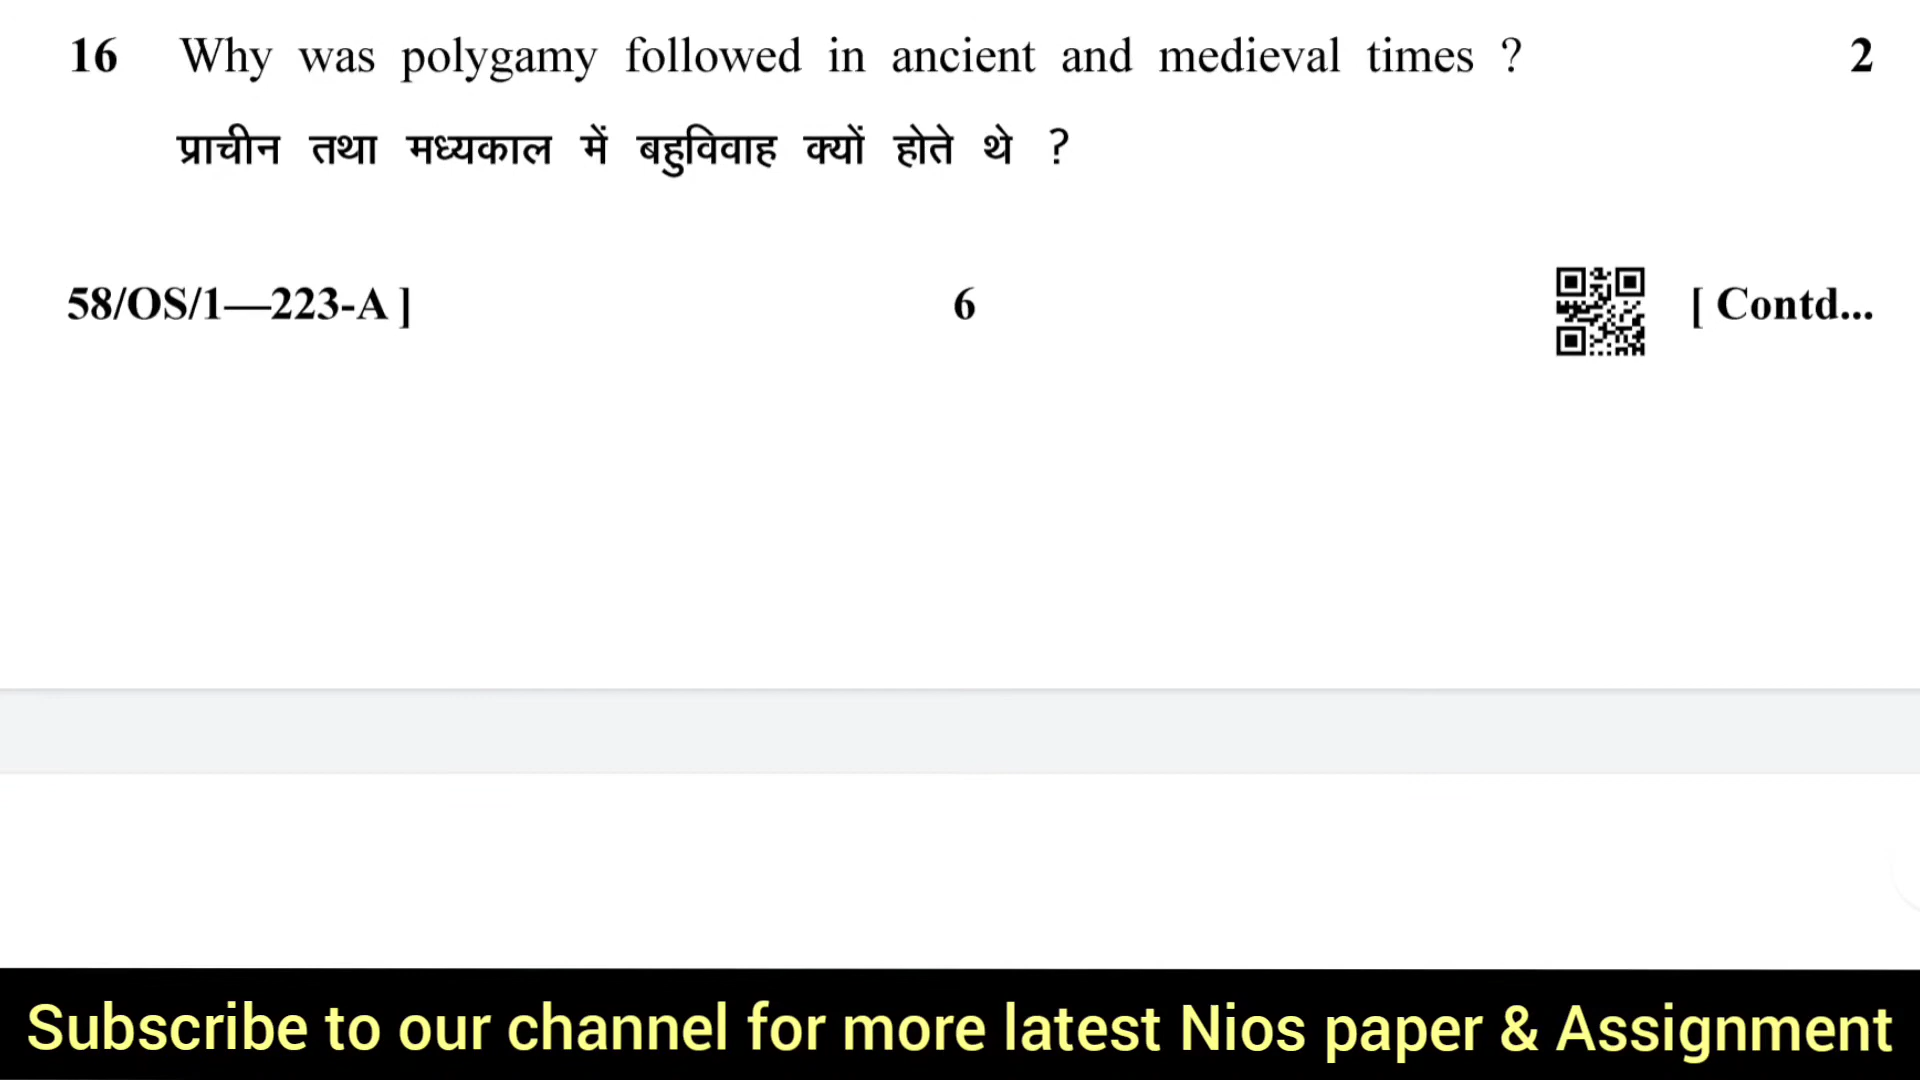 16 Why was polygamy followed in ancient and medieval times ? 2
प्राचीन तथा मध्यकाल में बहुविवाह क्यों होते थे ?
58/OS/1—223-A ] 6 [ Contd...
Subscribe to our channel for more latest Nios paper & Assignment